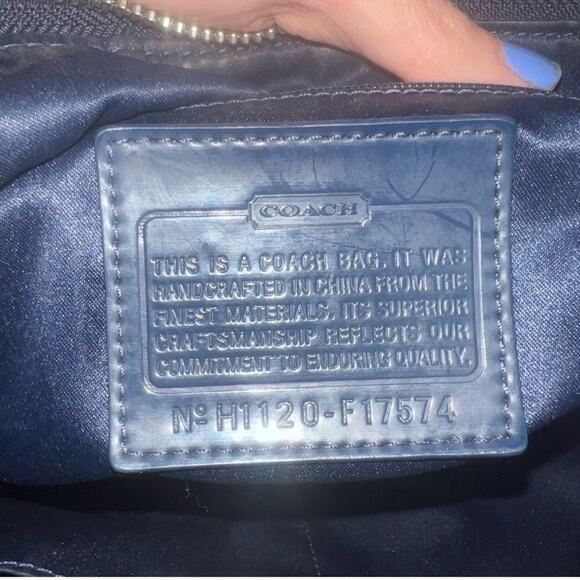 COACH
THIS IS A COACH BAG. IT WAS
HANDCRAFTED IN CHINA FROM THE
FINEST MATERIALS. ITS SUPERIOR
CRAFTSMANSHIP REFLECTS OUR
COMMITMENT TO ENDURING QUALITY.
Nº H1120-F17574